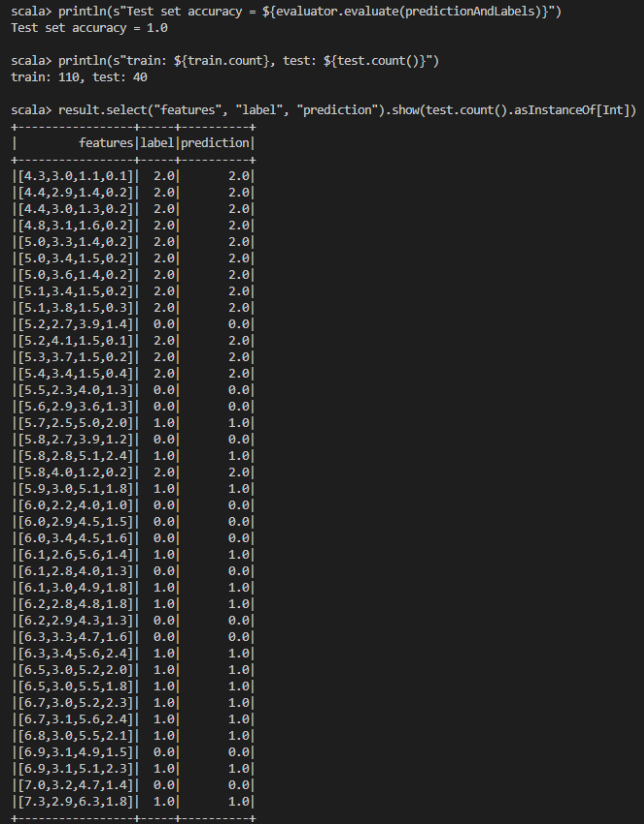 scala> println(s"Test set accuracy = ${evaluator.evaluate(predictionAndLabels)}")
Test set accuracy = 1.0
scala> println(s"train: ${train.count}, test: ${test.count()}")
train: 110, test: 40
scala> result.select("features", "label", "prediction").show(test.count().asInstanceOf[Int])
+-----------------+-----+----------+
|         features|label|prediction|
+-----------------+-----+----------+
|[4.3,3.0,1.1,0.1]|  2.0|       2.0|
|[4.4,2.9,1.4,0.2]|  2.0|       2.0|
|[4.4,3.0,1.3,0.2]|  2.0|       2.0|
|[4.8,3.1,1.6,0.2]|  2.0|       2.0|
|[5.0,3.3,1.4,0.2]|  2.0|       2.0|
|[5.0,3.4,1.5,0.2]|  2.0|       2.0|
|[5.0,3.6,1.4,0.2]|  2.0|       2.0|
|[5.1,3.4,1.5,0.2]|  2.0|       2.0|
|[5.1,3.8,1.5,0.3]|  2.0|       2.0|
|[5.2,2.7,3.9,1.4]|  0.0|       0.0|
|[5.2,4.1,1.5,0.1]|  2.0|       2.0|
|[5.3,3.7,1.5,0.2]|  2.0|       2.0|
|[5.4,3.4,1.5,0.4]|  2.0|       2.0|
|[5.5,2.3,4.0,1.3]|  0.0|       0.0|
|[5.6,2.9,3.6,1.3]|  0.0|       0.0|
|[5.7,2.5,5.0,2.0]|  1.0|       1.0|
|[5.8,2.7,3.9,1.2]|  0.0|       0.0|
|[5.8,2.8,5.1,2.4]|  1.0|       1.0|
|[5.8,4.0,1.2,0.2]|  2.0|       2.0|
|[5.9,3.0,5.1,1.8]|  1.0|       1.0|
|[6.0,2.2,4.0,1.0]|  0.0|       0.0|
|[6.0,2.9,4.5,1.5]|  0.0|       0.0|
|[6.0,3.4,4.5,1.6]|  0.0|       0.0|
|[6.1,2.6,5.6,1.4]|  1.0|       1.0|
|[6.1,2.8,4.0,1.3]|  0.0|       0.0|
|[6.1,3.0,4.9,1.8]|  1.0|       1.0|
|[6.2,2.8,4.8,1.8]|  1.0|       1.0|
|[6.2,2.9,4.3,1.3]|  0.0|       0.0|
|[6.3,3.3,4.7,1.6]|  0.0|       0.0|
|[6.3,3.4,5.6,2.4]|  1.0|       1.0|
|[6.5,3.0,5.2,2.0]|  1.0|       1.0|
|[6.5,3.0,5.5,1.8]|  1.0|       1.0|
|[6.7,3.0,5.2,2.3]|  1.0|       1.0|
|[6.7,3.1,5.6,2.4]|  1.0|       1.0|
|[6.8,3.0,5.5,2.1]|  1.0|       1.0|
|[6.9,3.1,4.9,1.5]|  0.0|       0.0|
|[6.9,3.1,5.1,2.3]|  1.0|       1.0|
|[7.0,3.2,4.7,1.4]|  0.0|       0.0|
|[7.3,2.9,6.3,1.8]|  1.0|       1.0|
+-----------------+-----+----------+